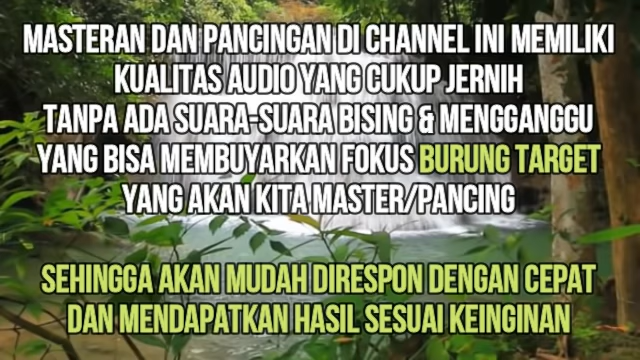 MASTERAN DAN PANCINGAN DI CHANNEL INI MEMILIKI
KUALITAS AUDIO YANG CUKUP JERNIH
TANPA ADA SUARA-SUARA BISING & MENGGANGGU
YANG BISA MEMBUYARKAN FOKUS BURUNG TARGET
YANG AKAN KITA MASTER/PANCING
SEHINGGA AKAN MUDAH DIRESPON DENGAN CEPAT
DAN MENDAPATKAN HASIL SESUAI KEINGINAN